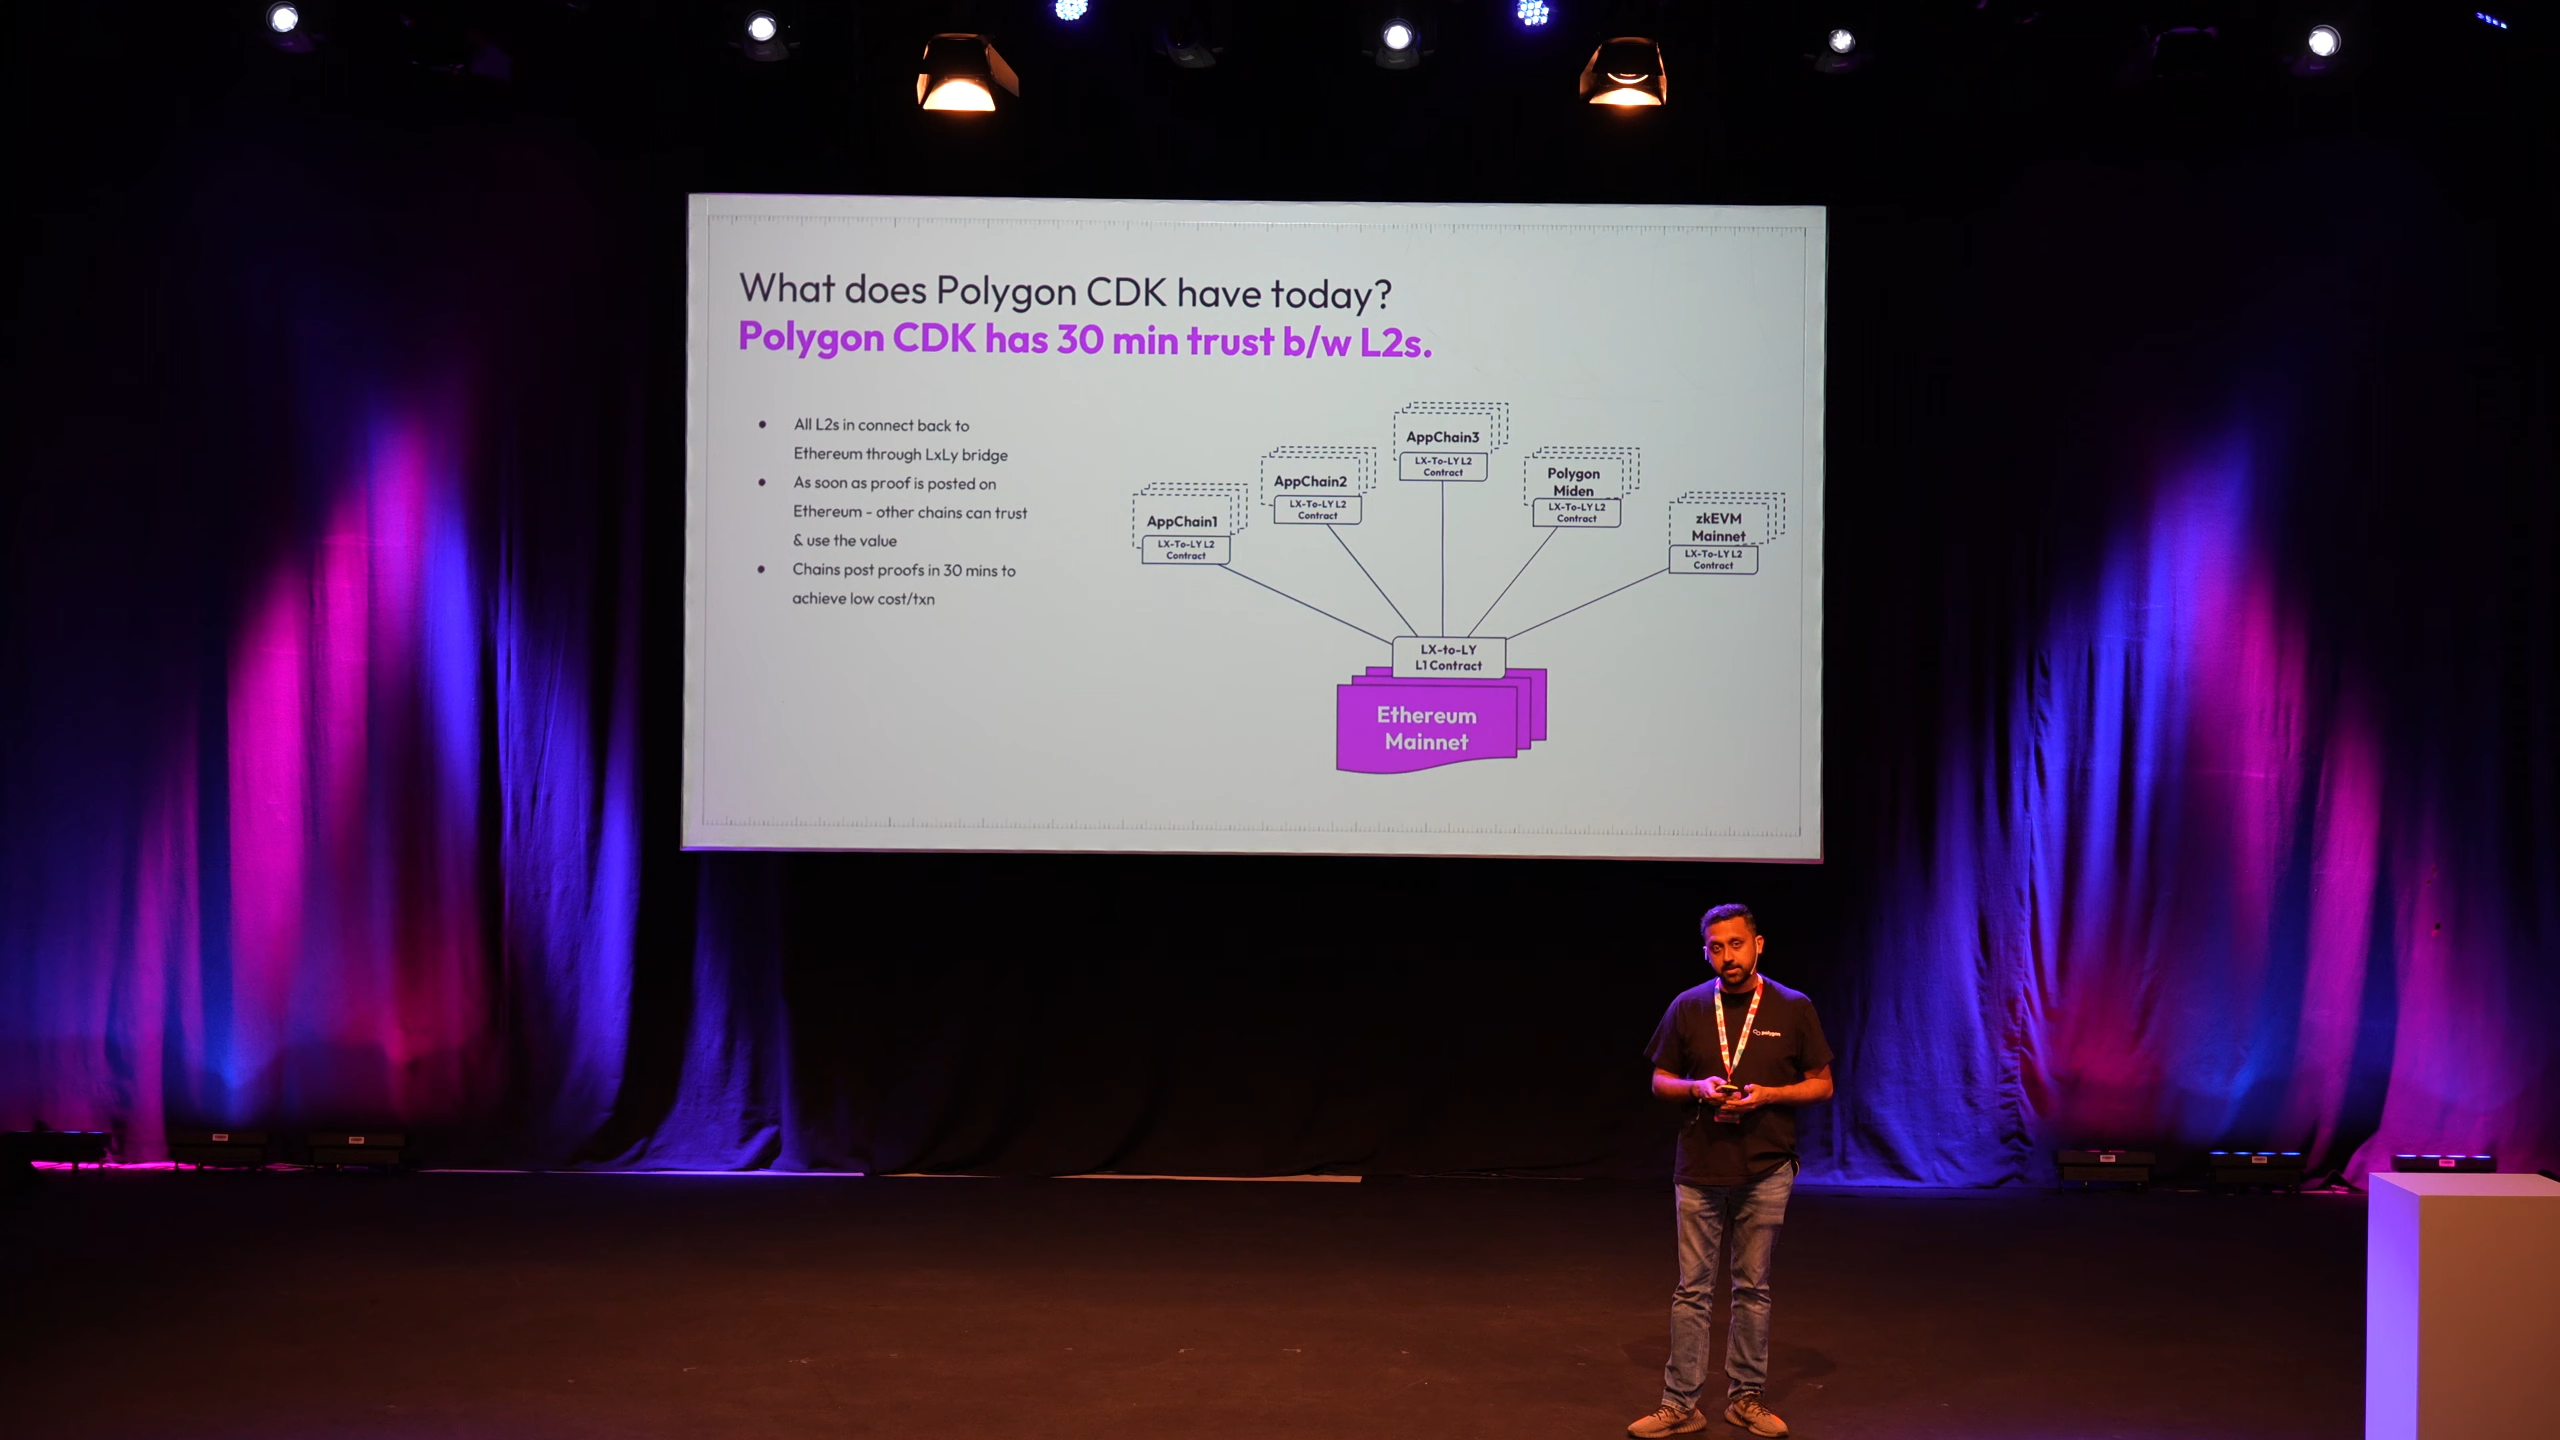 What does Polygon CDK have today?
Polygon CDK has 30 min trust b/w L2s.
All L2s in connect back to
Ethereum through LxLy bridge
As soon as proof is posted on
Ethereum - other chains can trust
& use the value
Chains post proofs in 30 mins to
achieve low cost/txn
AppChain1
LX-To-LY L2
Contract
AppChain2
LX-To-LY L2
Contract
AppChain3
LX-To-LY L2
Contract
Polygon
Miden
LX-To-LY L2
Contract
zkEVM
Mainnet
LX-To-LY L2
Contract
LX-to-LY
L1 Contract
Ethereum
Mainnet
polygon